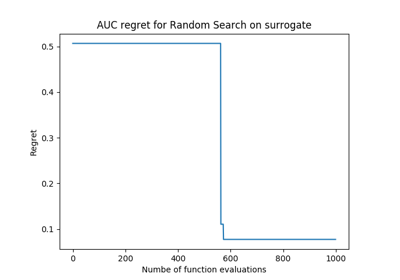 AUC regret for Random Search on surrogate
0.5
0.4
0.3
0.2
0.1
Regret
0 200 400 600 800 1000
Numbe of function evaluations